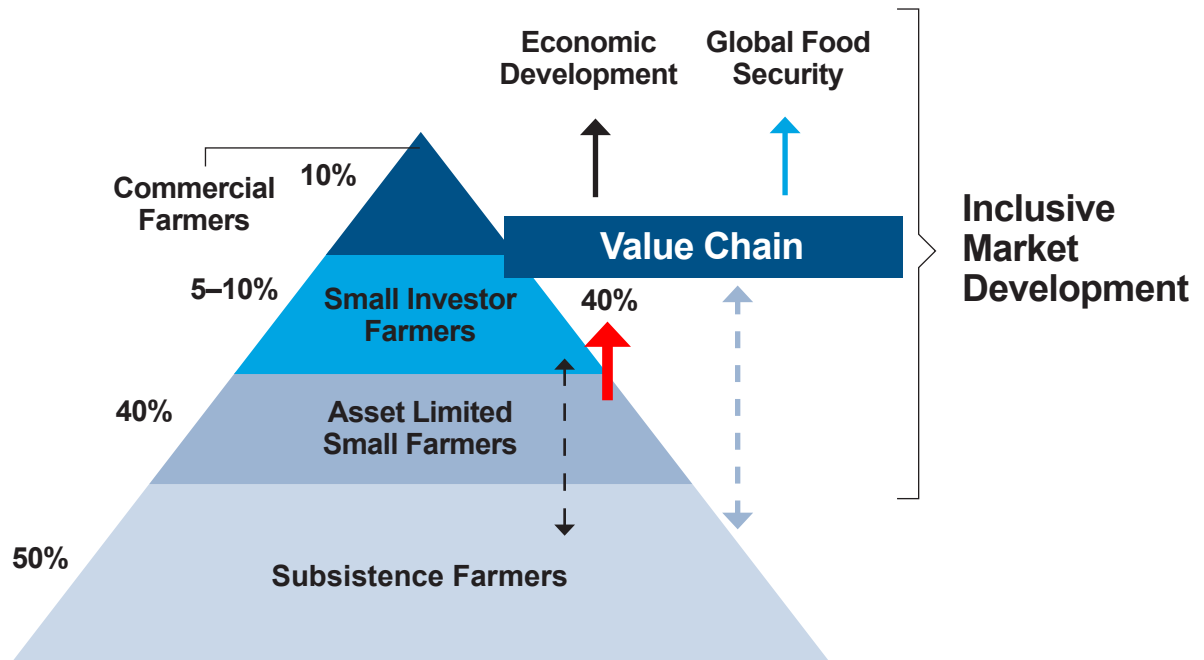 Economic
Development
Global Food
Security
Commercial
Farmers
10%
Value Chain
Inclusive
Market
Development
5–10%
Small Investor
Farmers
40%
40%
Asset Limited
Small Farmers
50%
Subsistence Farmers